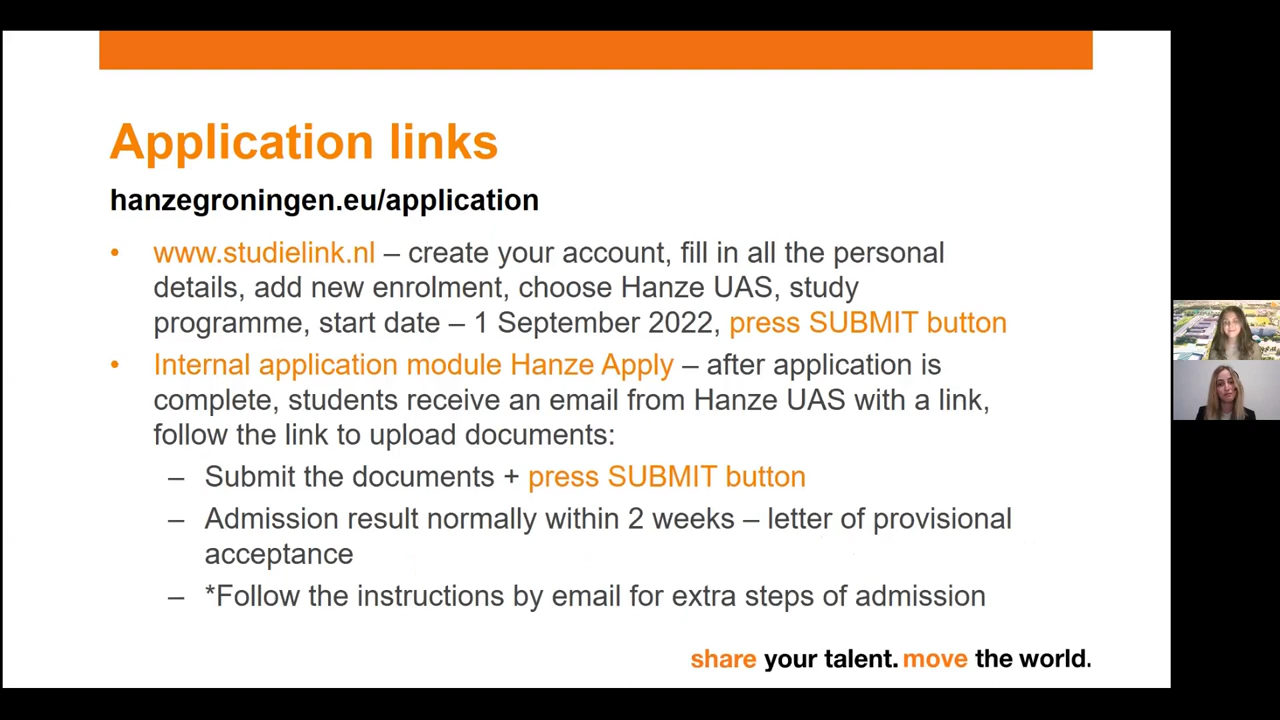 Application links
hanzegroningen.eu/application
• www.studielink.nl – create your account, fill in all the personal
details, add new enrolment, choose Hanze UAS, study
programme, start date – 1 September 2022, press SUBMIT button
• Internal application module Hanze Apply – after application is
complete, students receive an email from Hanze UAS with a link,
follow the link to upload documents:
– Submit the documents + press SUBMIT button
– Admission result normally within 2 weeks – letter of provisional
acceptance
– *Follow the instructions by email for extra steps of admission
share your talent. move the world.